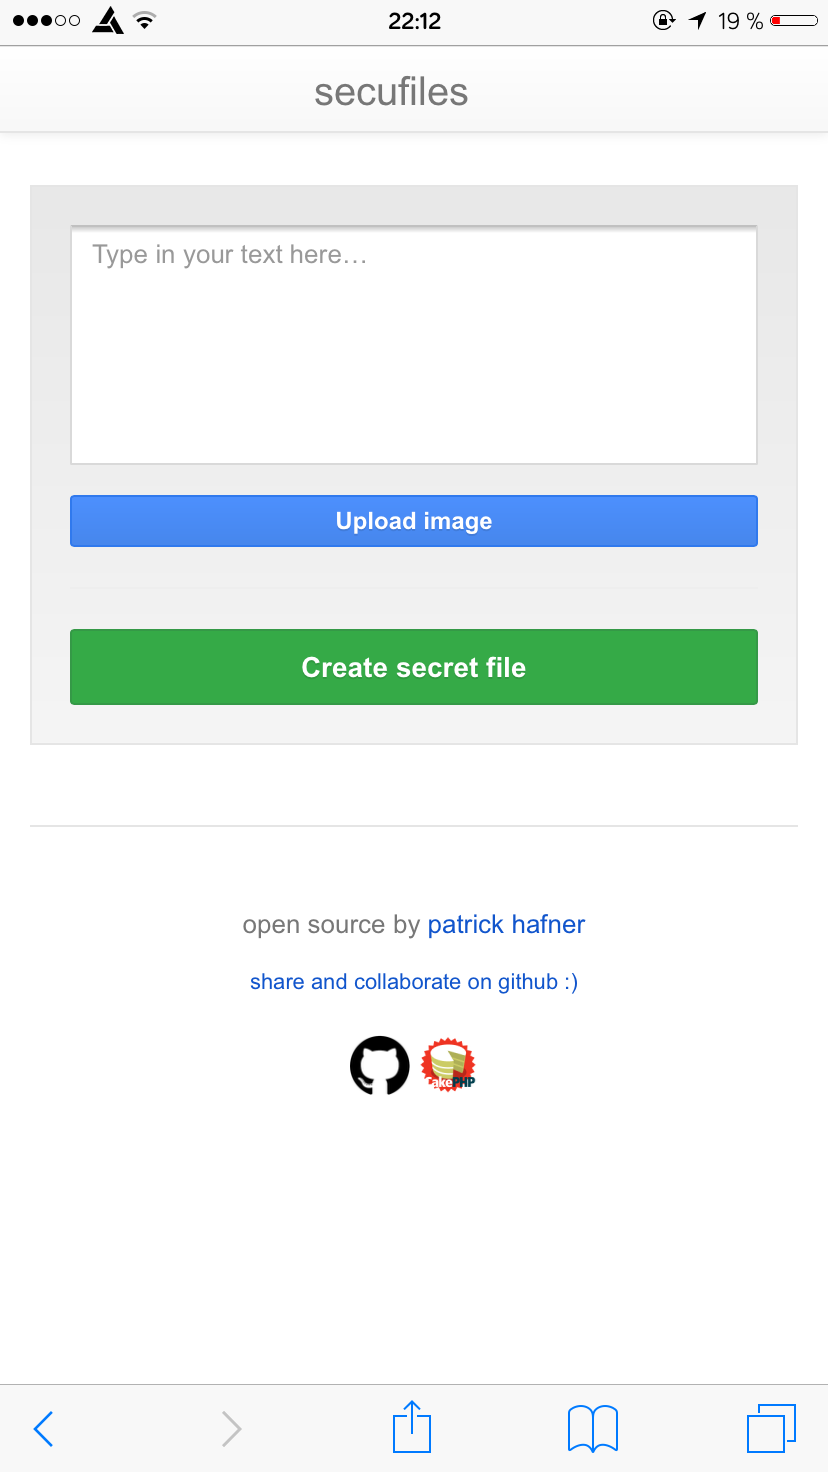 22:12 19 %
secufiles
Type in your text here…
Upload image
Create secret file
open source by patrick hafner
share and collaborate on github :)
CakePHP